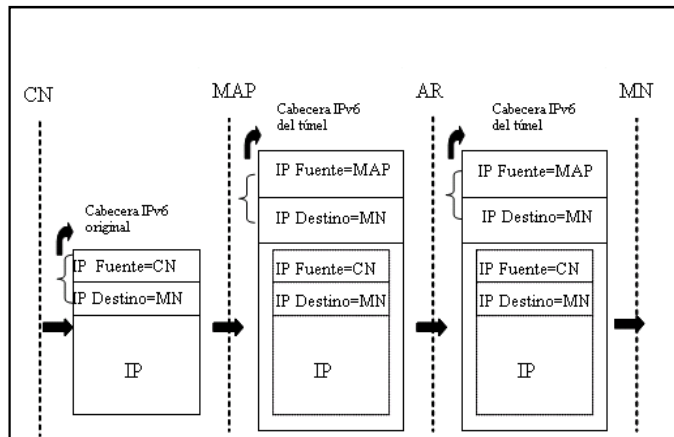 CN
MAP
AR
MN
Cabecera IPv6
del túnel
Cabecera IPv6
del túnel
IP Fuente=MAP
IP Destino=MN
IP Fuente=MAP
IP Destino=MN
Cabecera IPv6
original
IP Fuente=CN
IP Destino=MN
IP
IP Fuente=CN
IP Destino=MN
IP
IP Fuente=CN
IP Destino=MN
IP